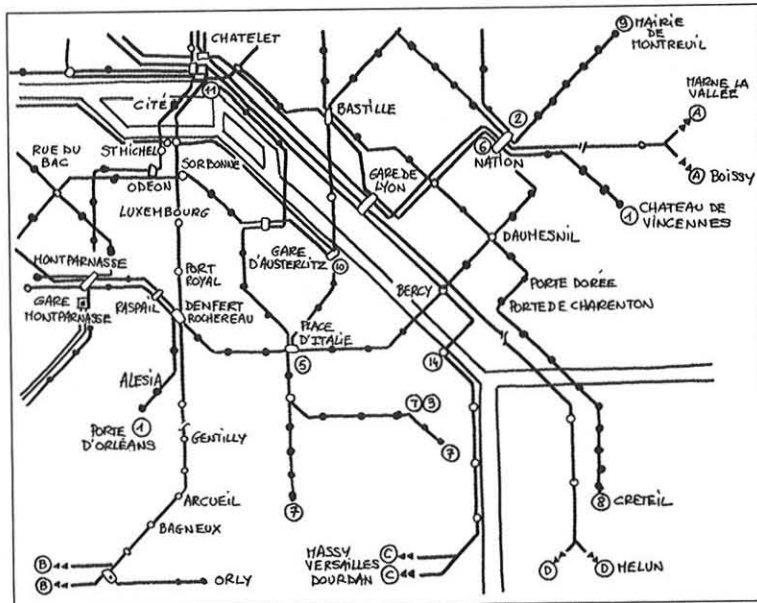 CHATELET
CITÉ
11
BASTILLE
9
MAIRIE
DE
MONTREUIL
2
6
NATION
MARNE LA
VALLÉE
A
A
BOISSY
1
CHATEAU DE
VINCENNES
RUE DU
BAC
ST MICHEL
SORBONNE
ODÉON
LUXEMBOURG
GARE DE
LYON
DAUMESNIL
MONTPARNASSE
GARE
MONTPARNASSE
PORT
ROYAL
RASPAIL
DENFERT
ROCHEREAU
GARE
D'AUSTERLITZ
10
BERCY
PORTE DORÉE
PORTE DE CHARENTON
PLACE
D'ITALIE
5
14
ALESIA
1
PORTE
D'ORLÉANS
GENTILLY
7
7
ARCUEIL
BAGNEUX
B
B
ORLY
MASSY
VERSAILLES
DOURDAN
C
C
8
CRETEIL
D
D
MELUN